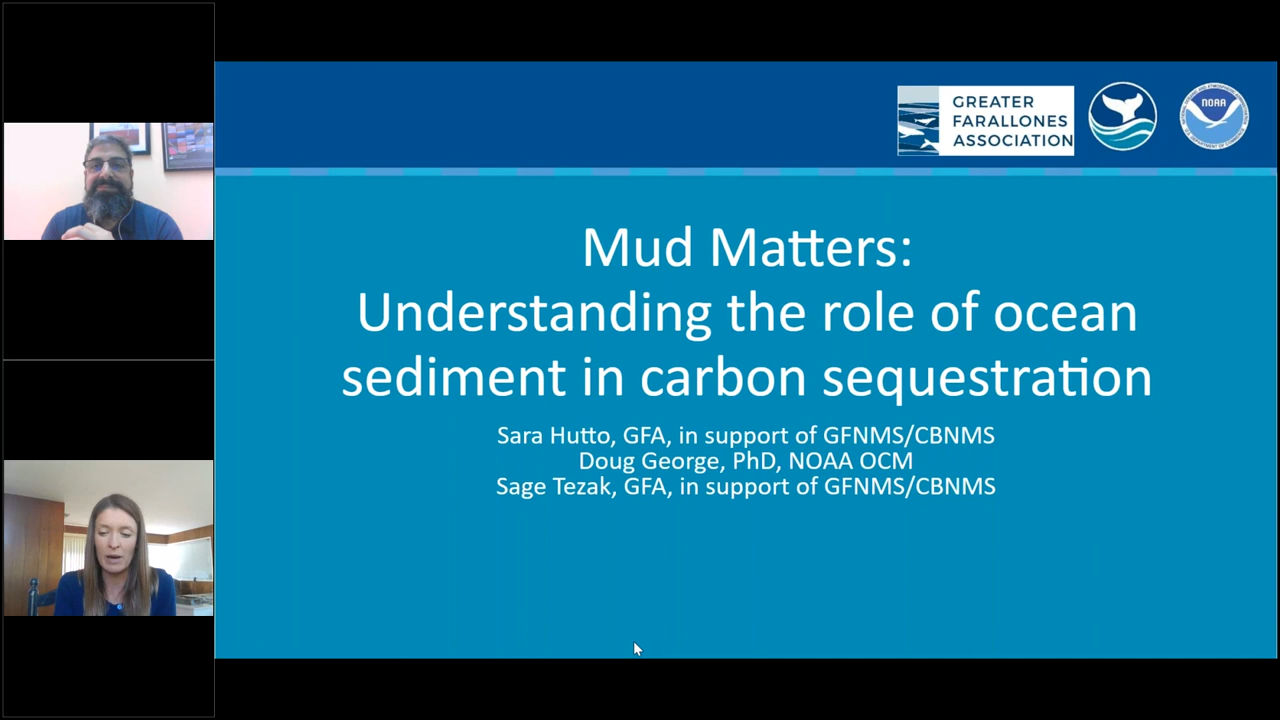 GREATER
FARALLONES
ASSOCIATION
NOAA
Mud Matters:
Understanding the role of ocean
sediment in carbon sequestration
Sara Hutto, GFA, in support of GFNMS/CBNMS
Doug George, PhD, NOAA OCM
Sage Tezak, GFA, in support of GFNMS/CBNMS